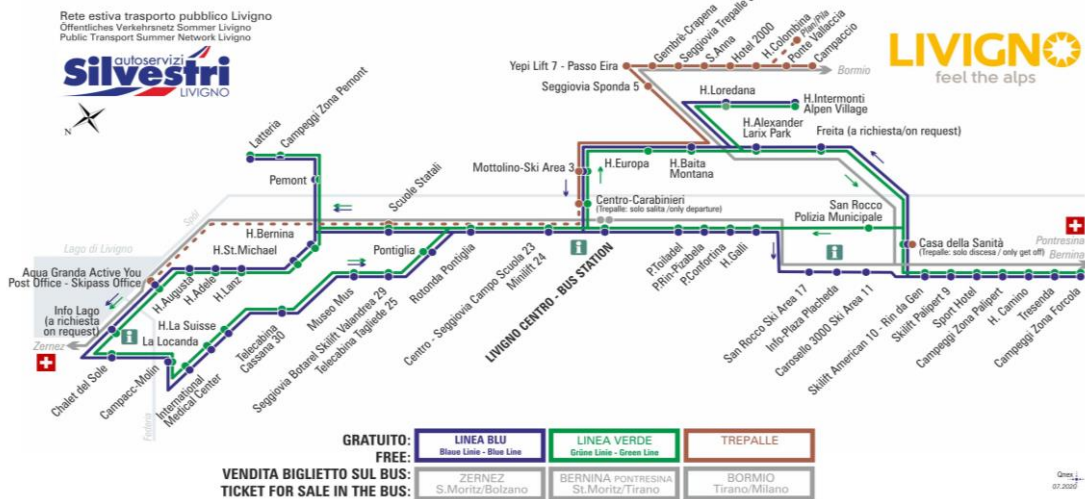 Rete estiva trasporto pubblico Livigno
Öffentliches Verkehrsnetz Sommer Livigno
Public Transport Summer Network Livigno
autoservizi
Silvestri
LIVIGNO
N
LIVIGNO
feel the alps
Gembrè-Crapena
Seggiovia Trepalle
S.Anna
Hotel 2000
H.Colombina
Plan/Pila
Ponte Vallaccia
Campaccio
Yepi Lift 7 - Passo Eira
Bormio
Seggiovia Sponda 5
H.Loredana
H.Intermonti
Alpen Village
H.Alexander
Larix Park
Freita (a richiesta/on request)
Latteria
Campeggi Zona Pemont
Pemont
Mottolino-Ski Area 3
H.Europa
H.Baita
Montana
Scuole Statali
Centro-Carabinieri
(Trepalle: solo salita /only departure)
San Rocco
Polizia Municipale
Spöl
Lago di Livigno
H.Bernina
H.St.Michael
Pontiglia
Casa della Sanità
(Trepalle: solo discesa / only get off)
Pontresina
Bernina
Aqua Granda Active You
Post Office - Skipass Office
H.Augusta
H.Adele
H.Lanz
Info Lago
(a richiesta
on request)
Zernez
H.La Suisse
La Locanda
Chalet del Sole
Campacc-Molin
Federia
International
Medical Center
Telecabina
Cassana 30
Museo Mus
Seggiovia Botarel Skilift Valandrea 29
Telecabina Tagliede 25
Rotonda Pontiglia
Centro - Seggiovia Campo Scuola 23
Minilift 24
LIVIGNO CENTRO - BUS STATION
P.Toiladel
P.Rin-Pizabela
P.Confortina
H.Galli
San Rocco Ski Area 17
Info-Plaza Placheda
Carosello 3000 Ski Area 11
Skilift American 10 - Rin da Gen
Skilift Palipert 9
Sport Hotel
Campeggi Zona Palipert
H. Camino
Tresenda
Campeggi Zona Forcola
GRATUITO:
FREE:
LINEA BLU
Blaue Linie - Blue Line
LINEA VERDE
Grüne Linie - Green Line
TREPALLE
VENDITA BIGLIETTO SUL BUS:
TICKET FOR SALE IN THE BUS:
ZERNEZ
S.Moritz/Bolzano
BERNINA PONTRESINA
St.Moritz/Tirano
BORMIO
Tirano/Milano
Qnex
07.2020